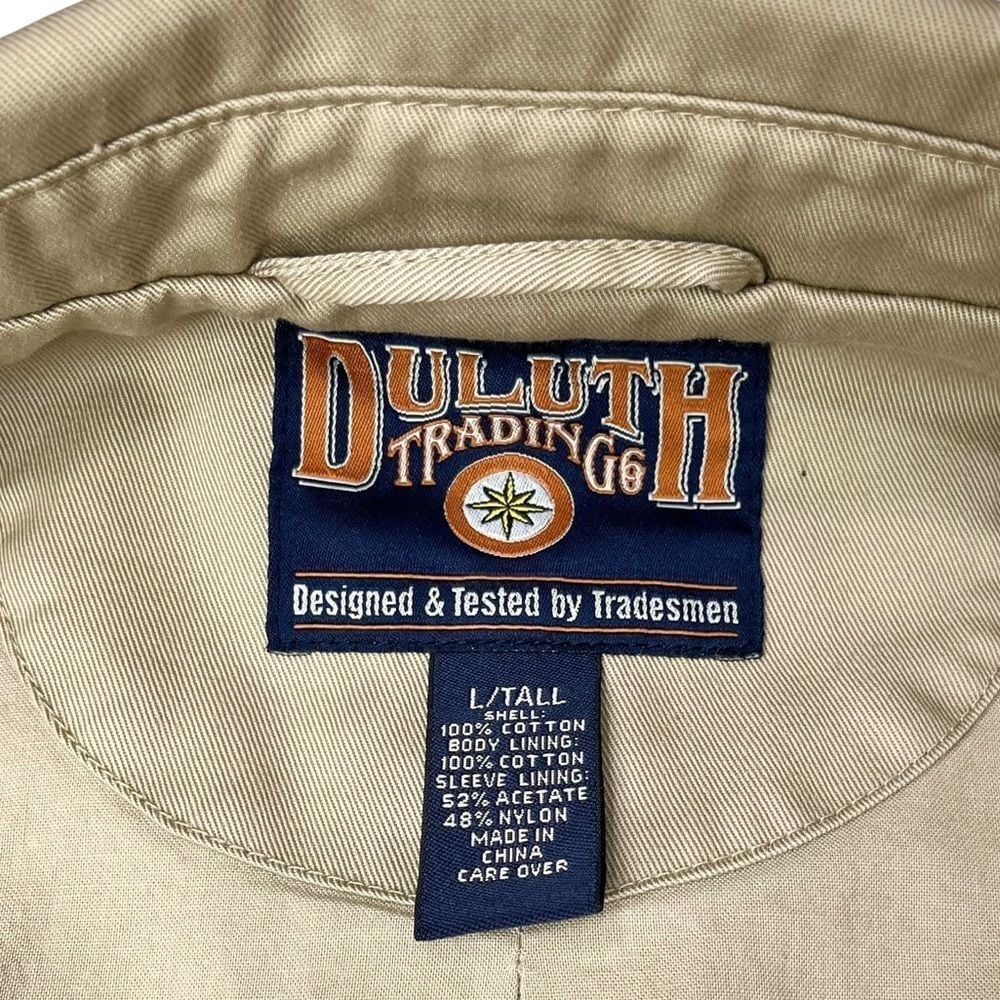 DULUTH
TRADING Co
Designed & Tested by Tradesmen
L/TALL
SHELL:
100% COTTON
BODY LINING:
100% COTTON
SLEEVE LINING:
52% ACETATE
48% NYLON
MADE IN
CHINA
CARE OVER